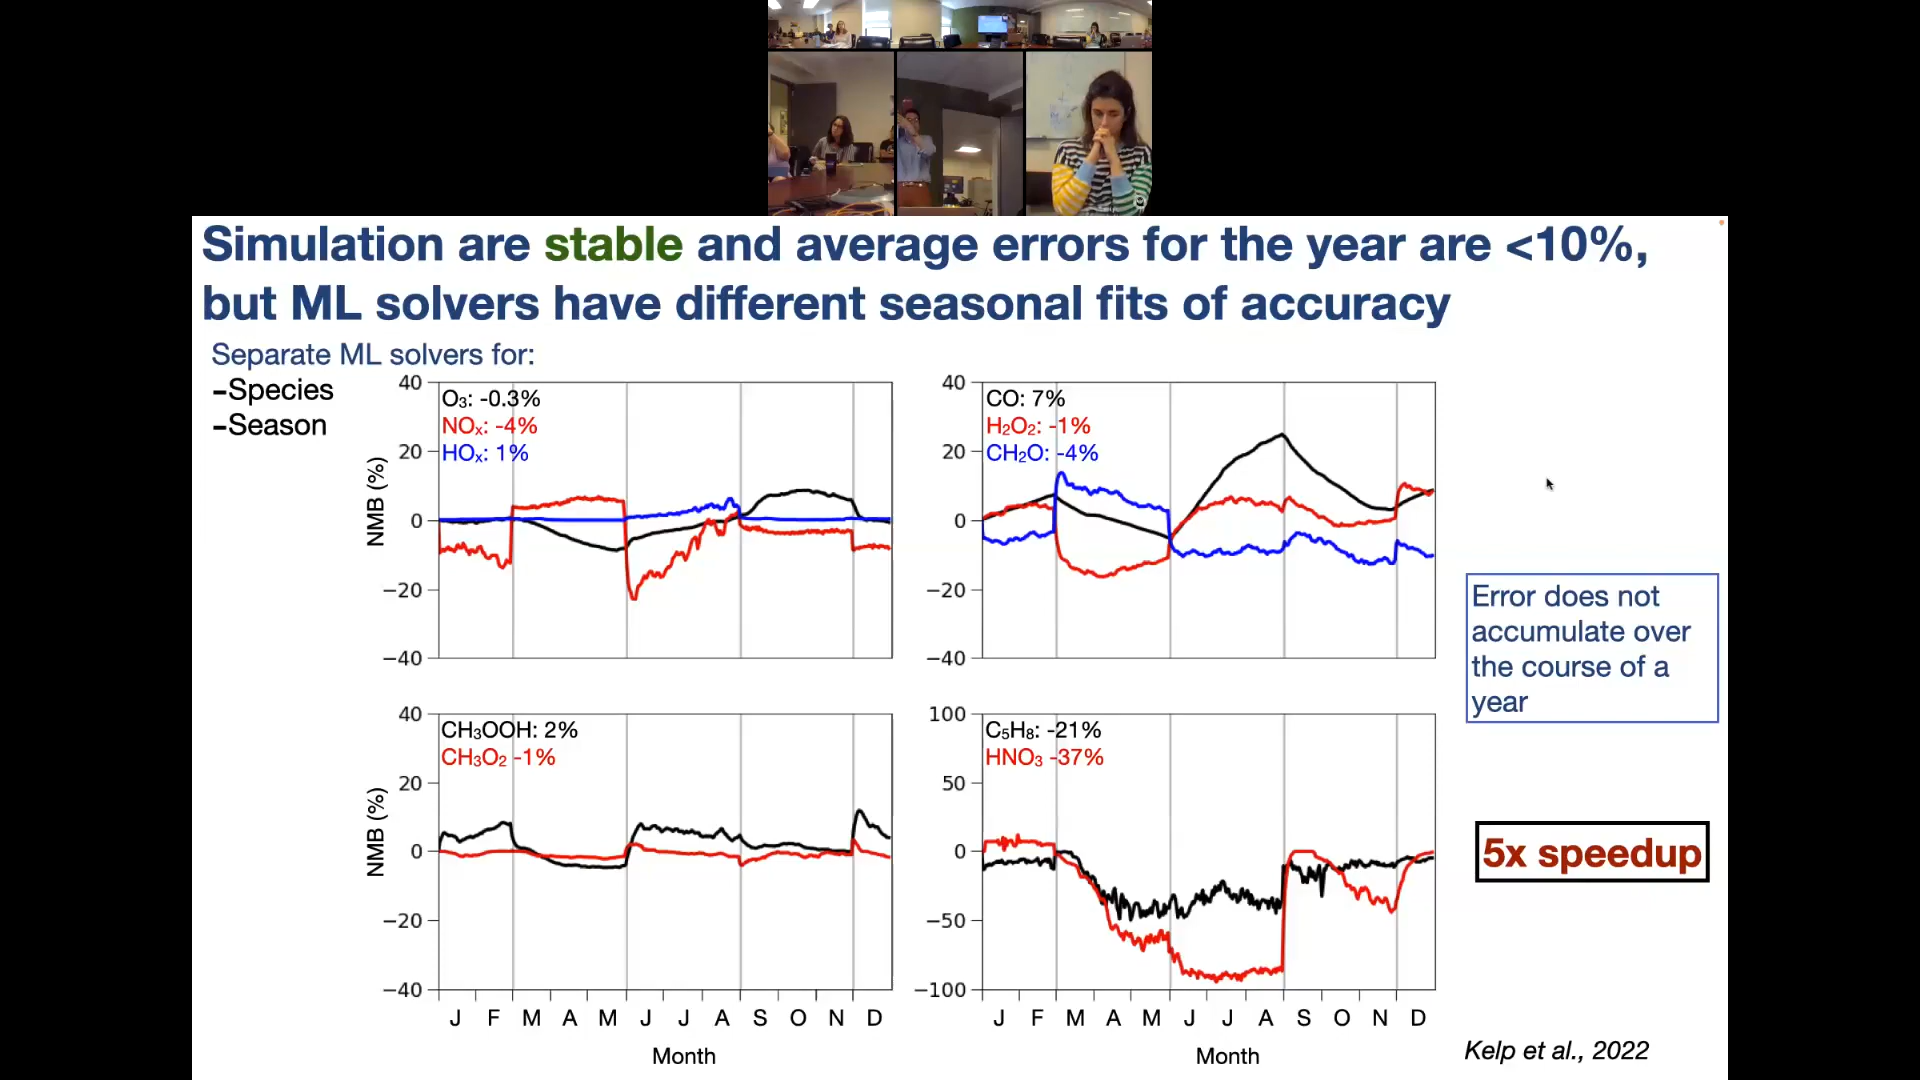 Simulation are stable and average errors for the year are <10%,
but ML solvers have different seasonal fits of accuracy
Separate ML solvers for:
-Species
-Season
40
20
0
−20
−40
NMB (%)
O₃: -0.3%
NOₓ: -4%
HOₓ: 1%
40
20
0
−20
−40
CO: 7%
H₂O₂: -1%
CH₂O: -4%
Error does not
accumulate over
the course of a
year
40
20
0
−20
−40
NMB (%)
CH₃OOH: 2%
CH₃O₂ -1%
J F M A M J J A S O N D
Month
100
50
0
−50
−100
C₅H₈: -21%
HNO₃ -37%
J F M A M J J A S O N D
Month
5x speedup
Kelp et al., 2022